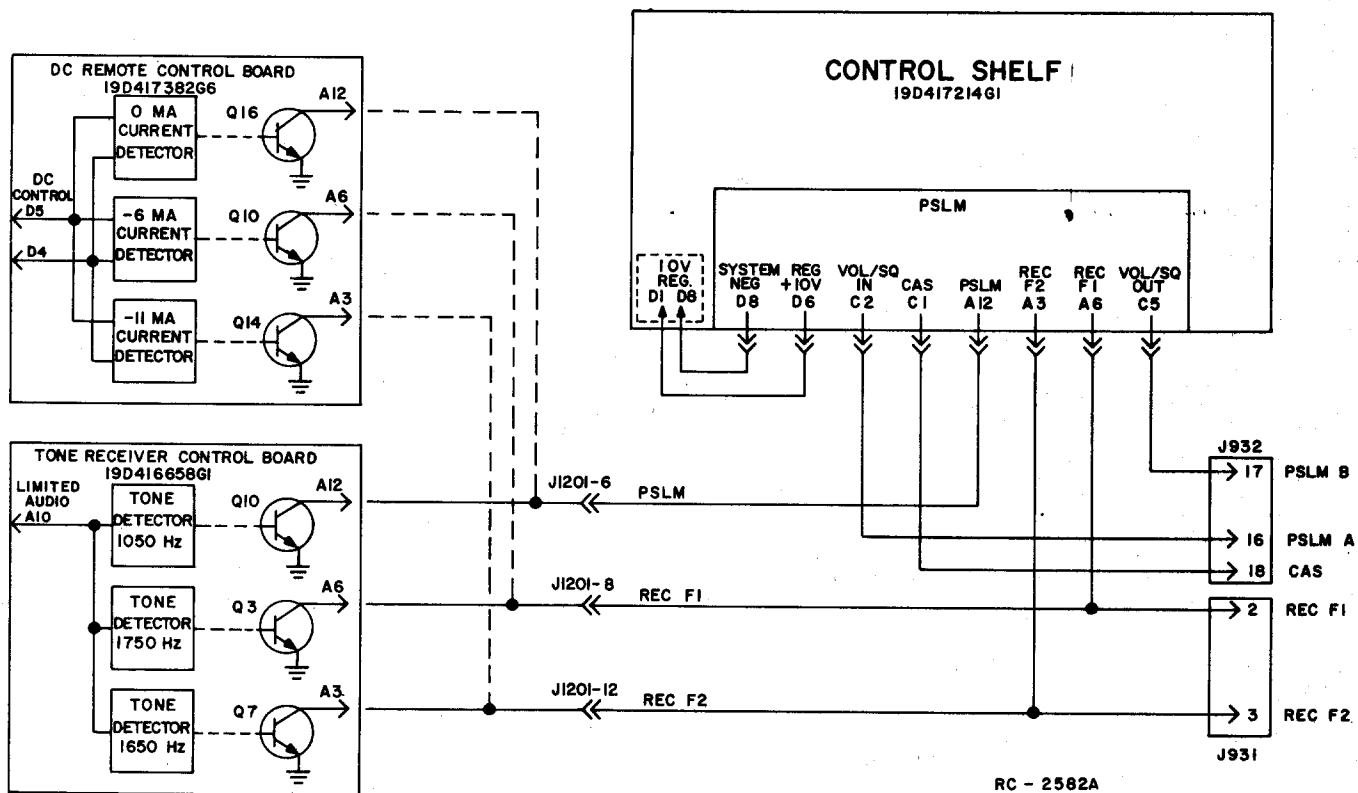 DC REMOTE CONTROL BOARD
19D417382G6
0 MA
CURRENT
DETECTOR
Q16
A12
DC
CONTROL
D5
D4
-6 MA
CURRENT
DETECTOR
Q10
A6
-11 MA
CURRENT
DETECTOR
Q14
A3
TONE RECEIVER CONTROL BOARD
19D416658G1
LIMITED
AUDIO
A10
TONE
DETECTOR
1050 Hz
Q10
A12
TONE
DETECTOR
1750 Hz
Q3
A6
TONE
DETECTOR
1650 Hz
Q7
A3
CONTROL SHELF
19D417214G1
PSLM
10V
REG.
D1 D8
SYSTEM
NEG
D8
REG
+10V
D6
VOL/SQ
IN
C2
CAS
C1
PSLM
A12
REC
F2
A3
REC
F1
A6
VOL/SQ
OUT
C5
J1201-6
PSLM
J1201-8
REC F1
J1201-12
REC F2
J932
17 PSLM B
16 PSLM A
18 CAS
2 REC F1
3 REC F2
J931
RC - 2582A